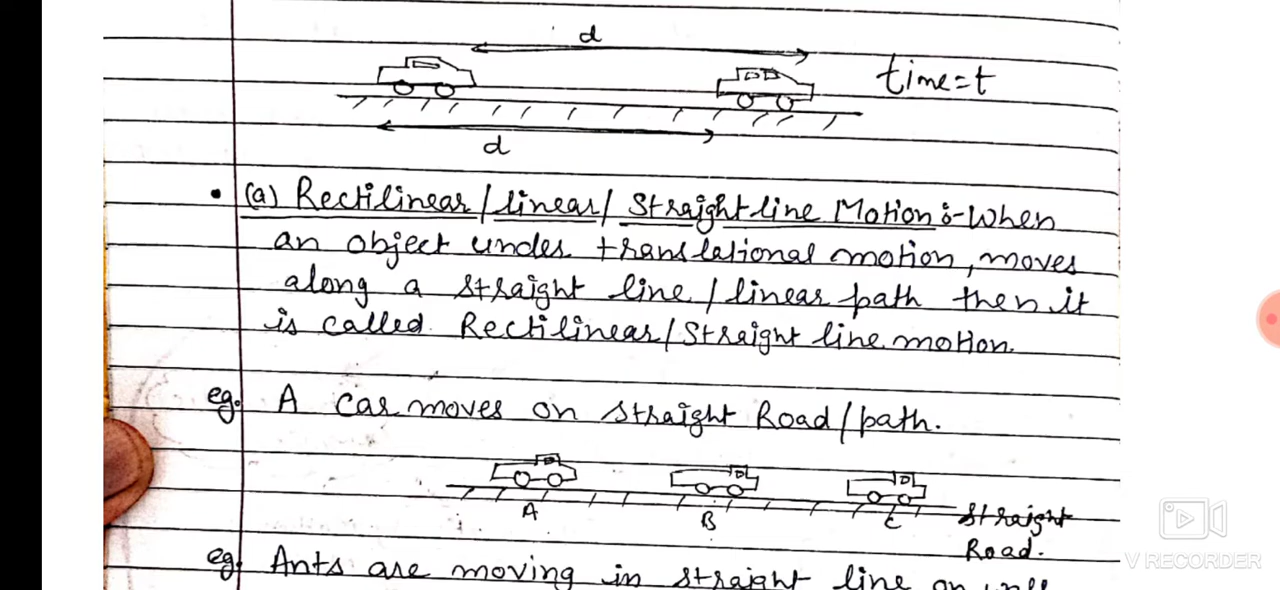 d
time=t
d
• (a) Rectilinear/linear/Straight line Motion :- When
an object under translational motion, moves
along a straight line/linear path then it
is called Rectilinear/Straight line motion.
eg. A car moves on straight Road/path.
A B C Straight
Road.
eg. Ants are moving in straight line on wall
V RECORDER